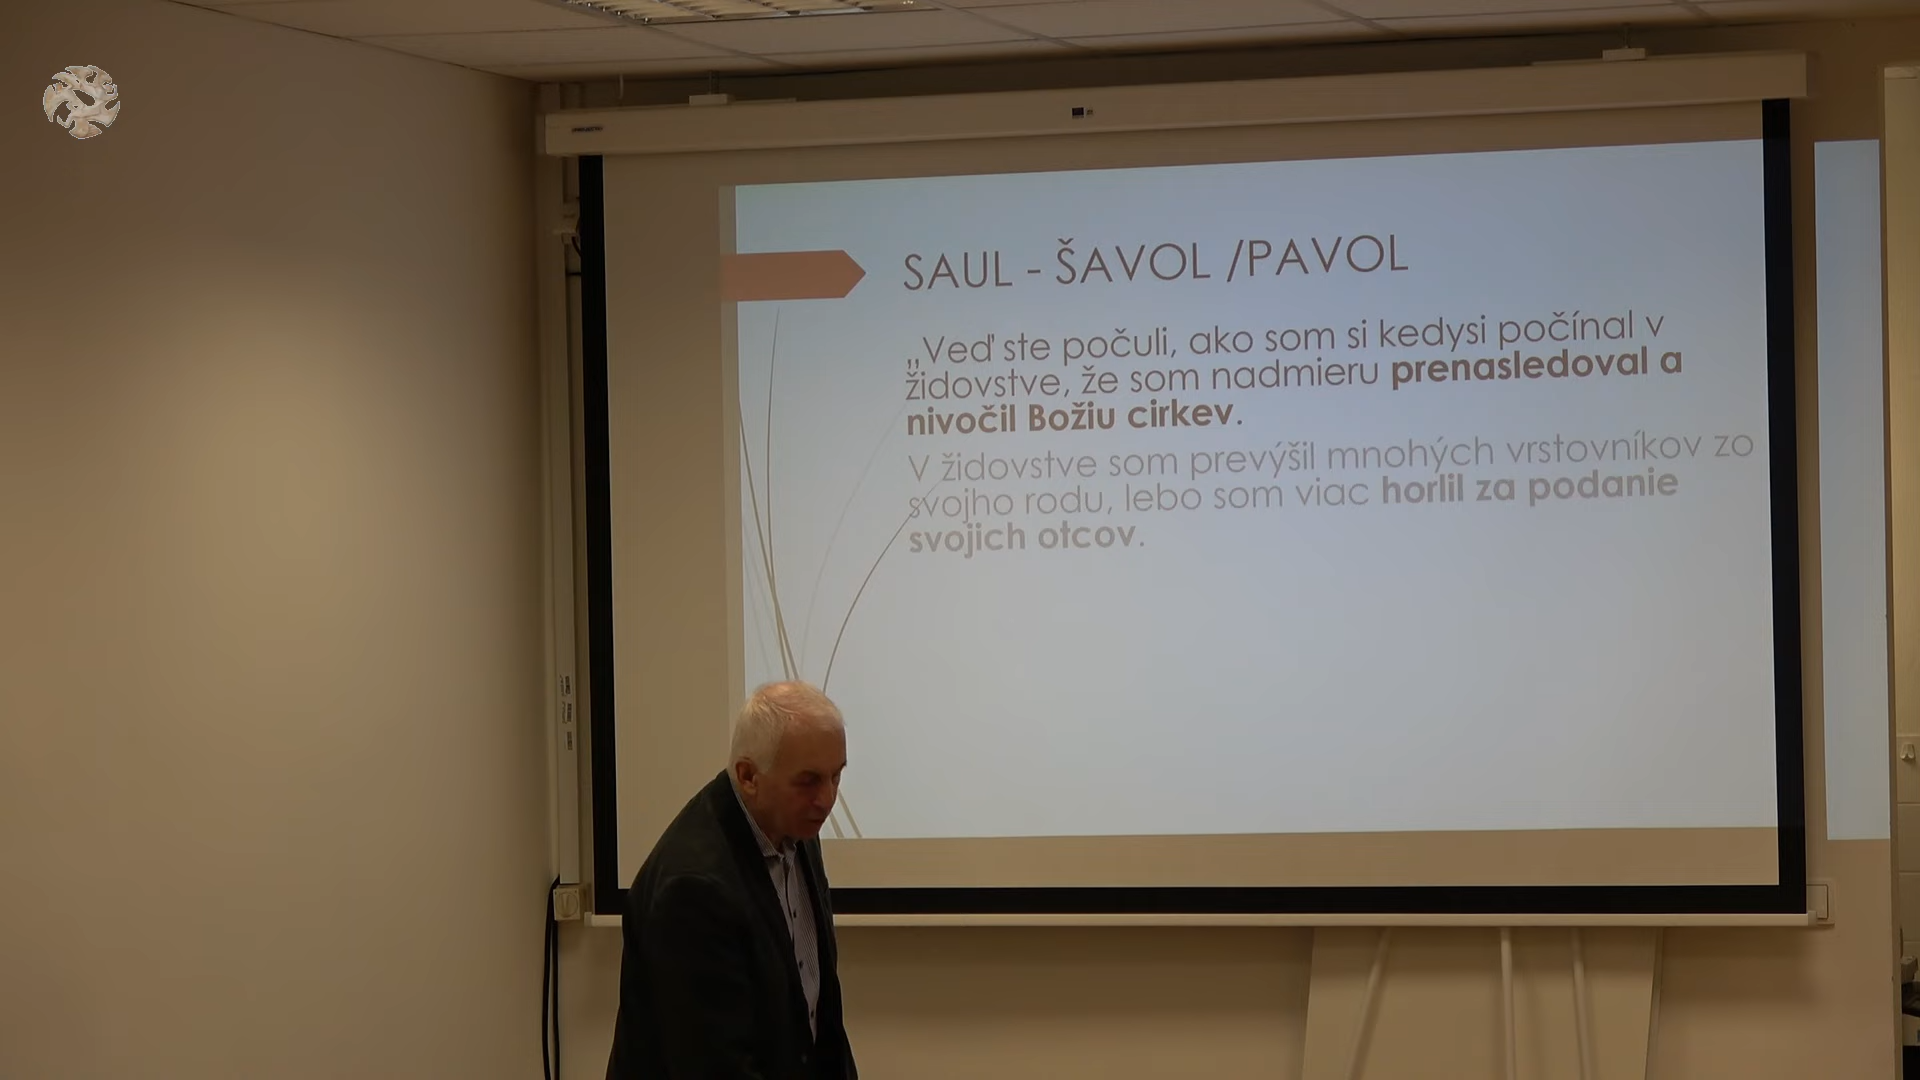 SAUL - ŠAVOL /PAVOL
„Veď ste počuli, ako som si kedysi počínal v
židovstve, že som nadmieru prenasledoval a
nivočil Božiu cirkev.
V židovstve som prevýšil mnohých vrstovníkov zo
svojho rodu, lebo som viac horlil za podanie
svojich otcov.